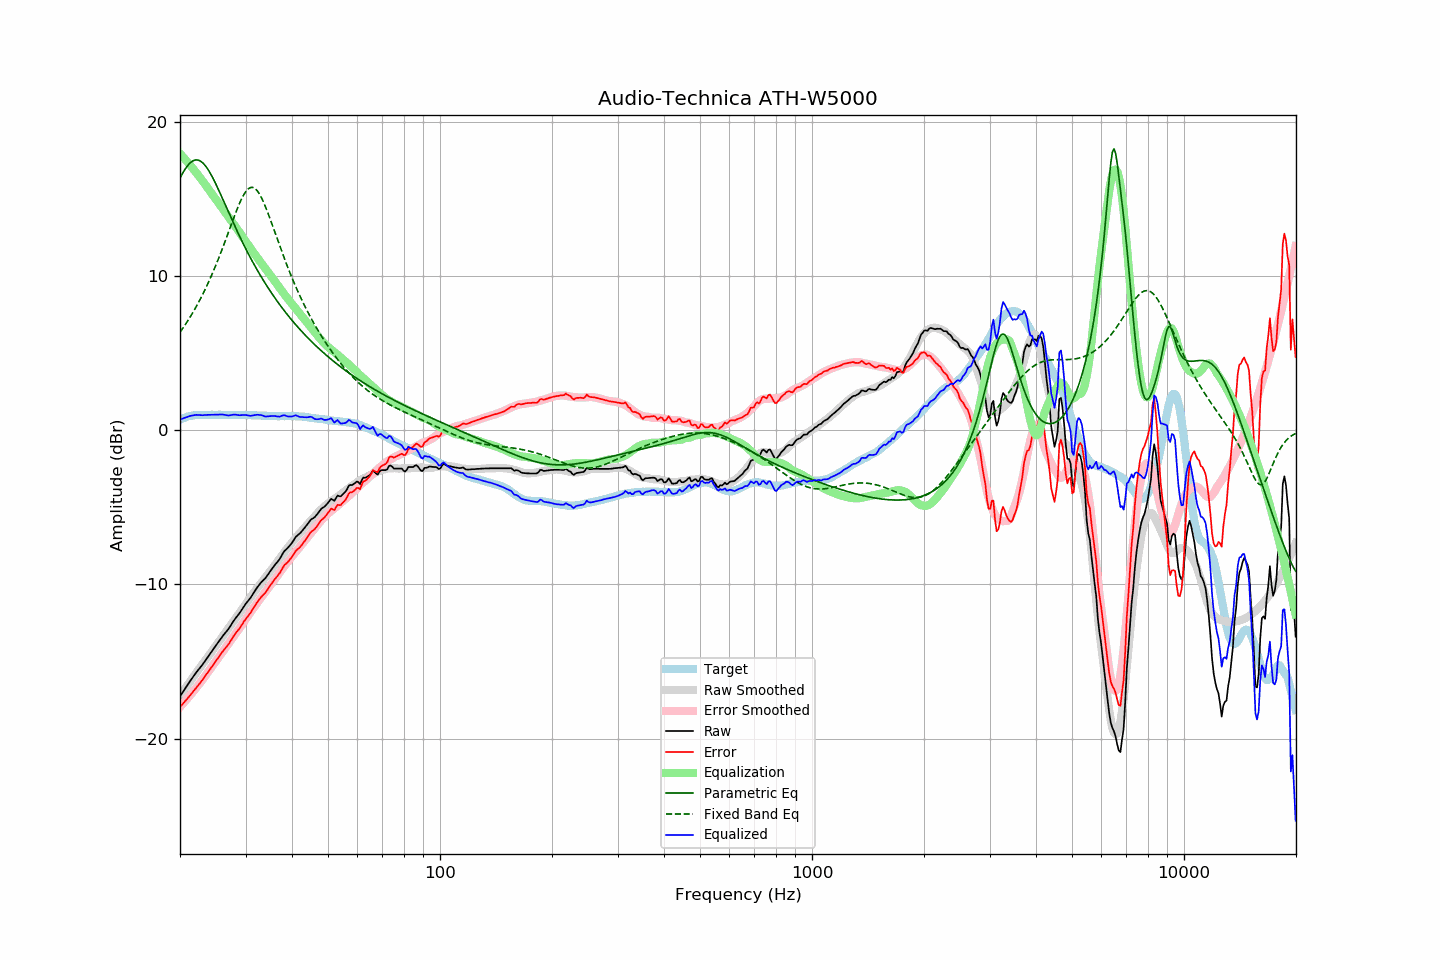 Audio-Technica ATH-W5000
20
10
0
−10
−20
Amplitude (dBr)
100
1000
10000
Frequency (Hz)
Target
Raw Smoothed
Error Smoothed
Raw
Error
Equalization
Parametric Eq
Fixed Band Eq
Equalized